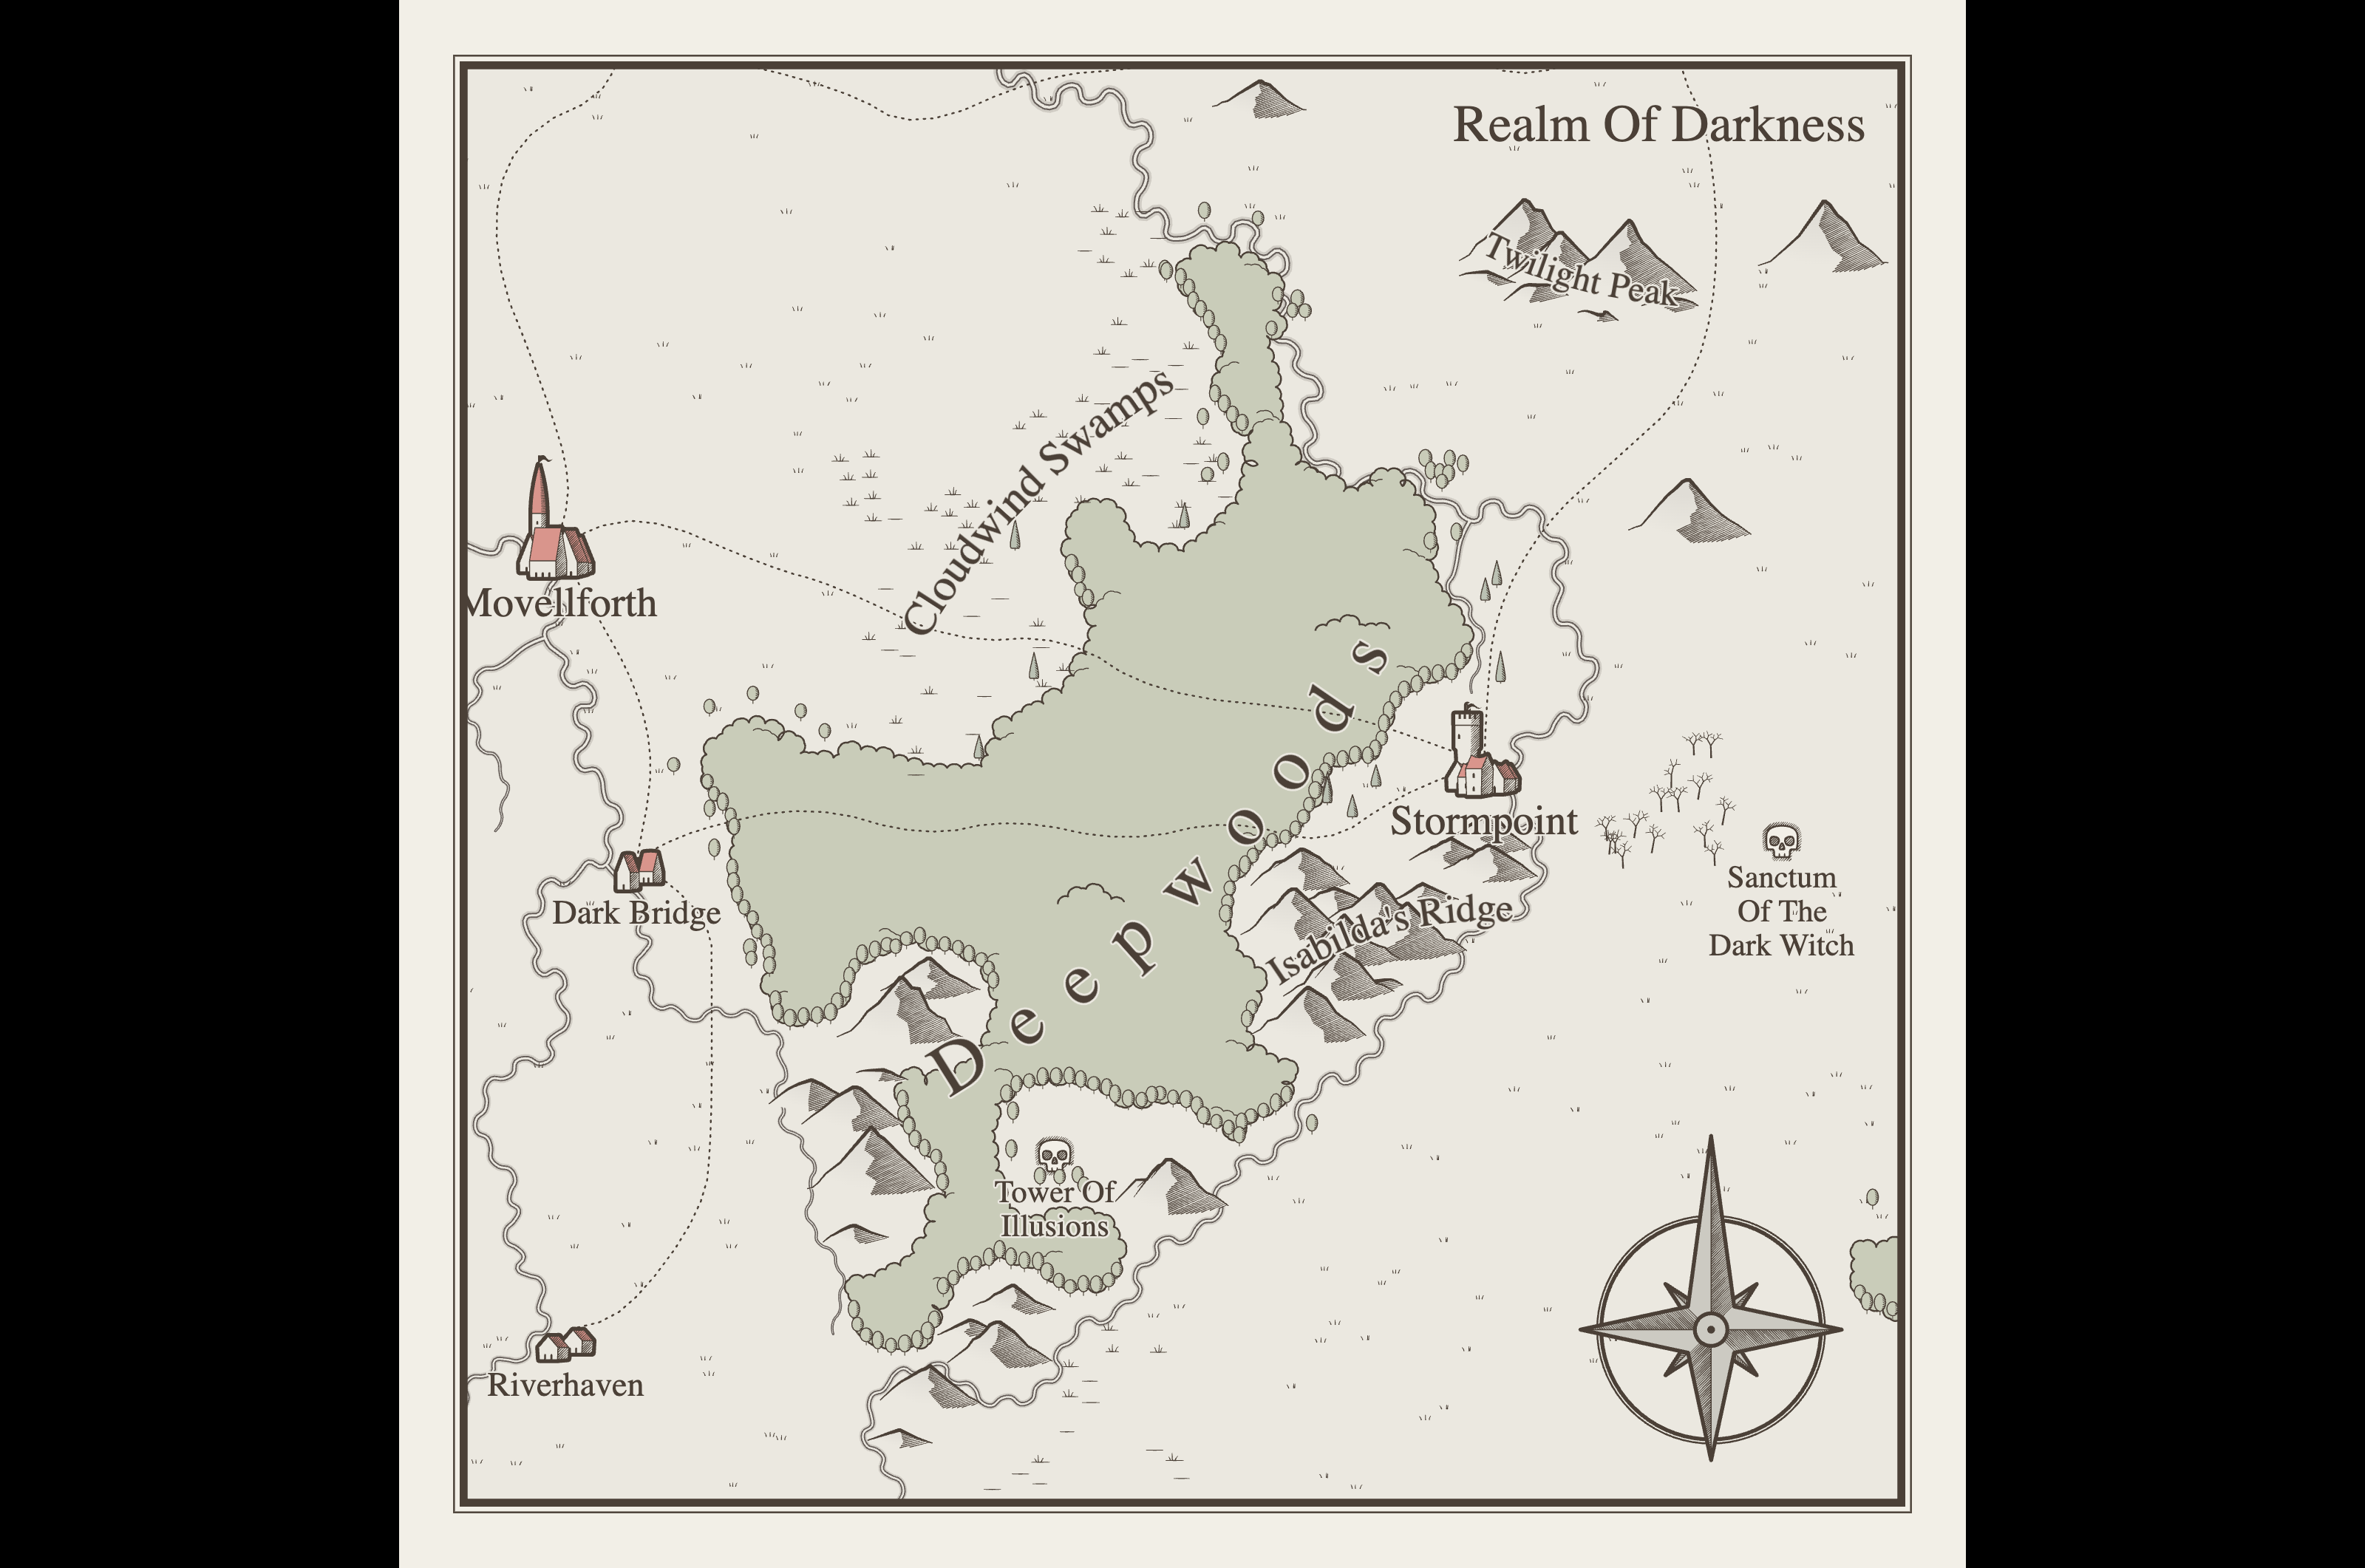 Realm Of Darkness
Twilight Peak
Cloudwind Swamps
Movellforth
Deepwoods
Stormpoint
Sanctum
Of The
Dark Witch
Dark Bridge
Isabilda's Ridge
Tower Of
Illusions
Riverhaven